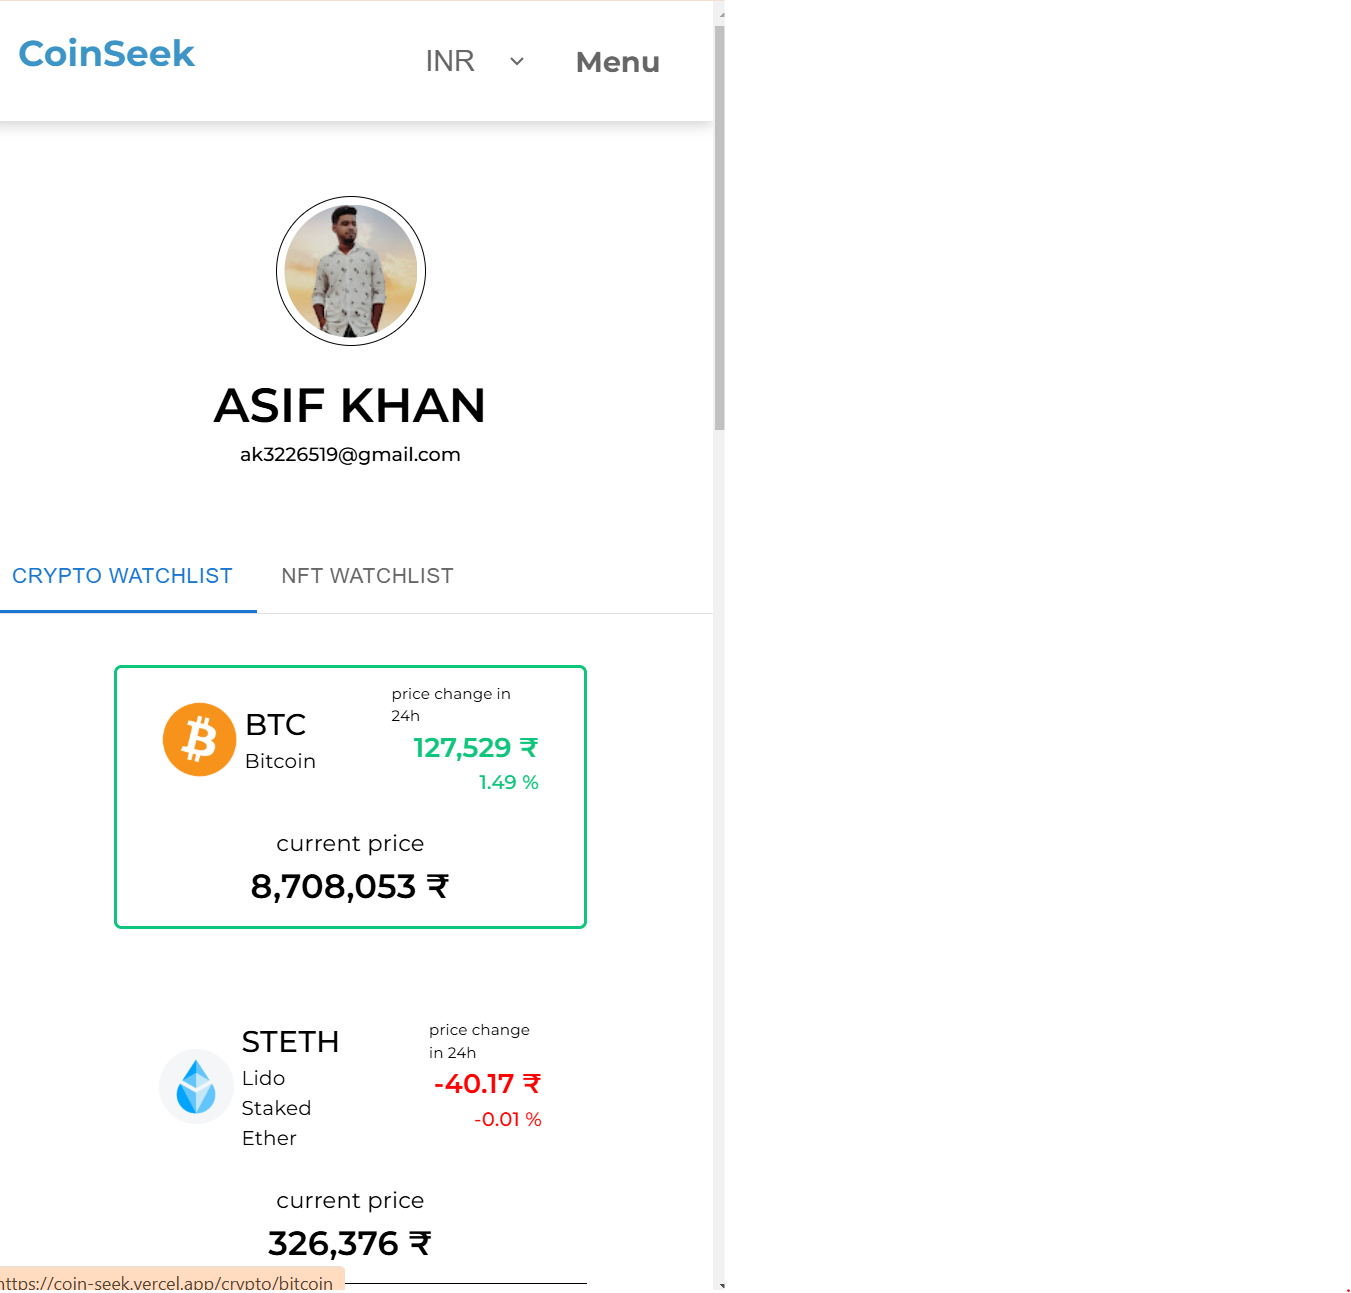 CoinSeek
INR
Menu
ASIF KHAN
ak3226519@gmail.com
CRYPTO WATCHLIST
NFT WATCHLIST
BTC
Bitcoin
price change in
24h
127,529 ₹
1.49 %
current price
8,708,053 ₹
STETH
Lido
Staked
Ether
price change
in 24h
-40.17 ₹
-0.01 %
current price
326,376 ₹
https://coin-seek.vercel.app/crypto/bitcoin